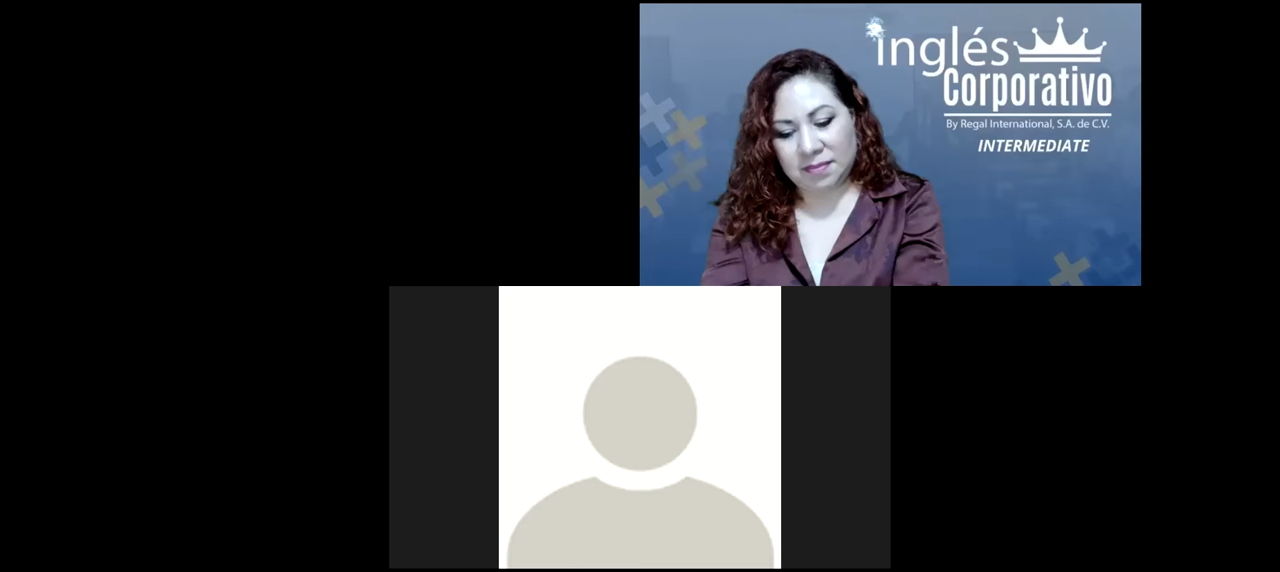 inglés
Corporativo
By Regal International, S.A. de C.V.
INTERMEDIATE